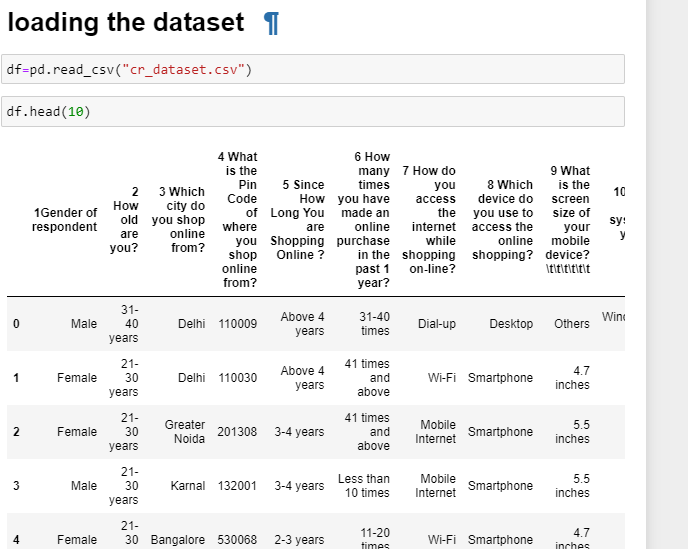 loading the dataset ¶
df=pd.read_csv("cr_dataset.csv")
df.head(10)
1Gender of respondent
2 How old are you?
3 Which city do you shop online from?
4 What is the Pin Code of where you shop online from?
5 Since How Long You are Shopping Online ?
6 How many times you have made an online purchase in the past 1 year?
7 How do you access the internet while shopping on-line?
8 Which device do you use to access the online shopping?
9 What is the screen size of your mobile device? \t\t\t\t\t\t
10
0 Male 31-40 years Delhi 110009 Above 4 years 31-40 times Dial-up Desktop Others
1 Female 21-30 years Delhi 110030 Above 4 years 41 times and above Wi-Fi Smartphone 4.7 inches
2 Female 21-30 years Greater Noida 201308 3-4 years 41 times and above Mobile Internet Smartphone 5.5 inches
3 Male 21-30 years Karnal 132001 3-4 years Less than 10 times Mobile Internet Smartphone 5.5 inches
4 Female 21-30 Bangalore 530068 2-3 years 11-20 times Wi-Fi Smartphone 4.7 inches